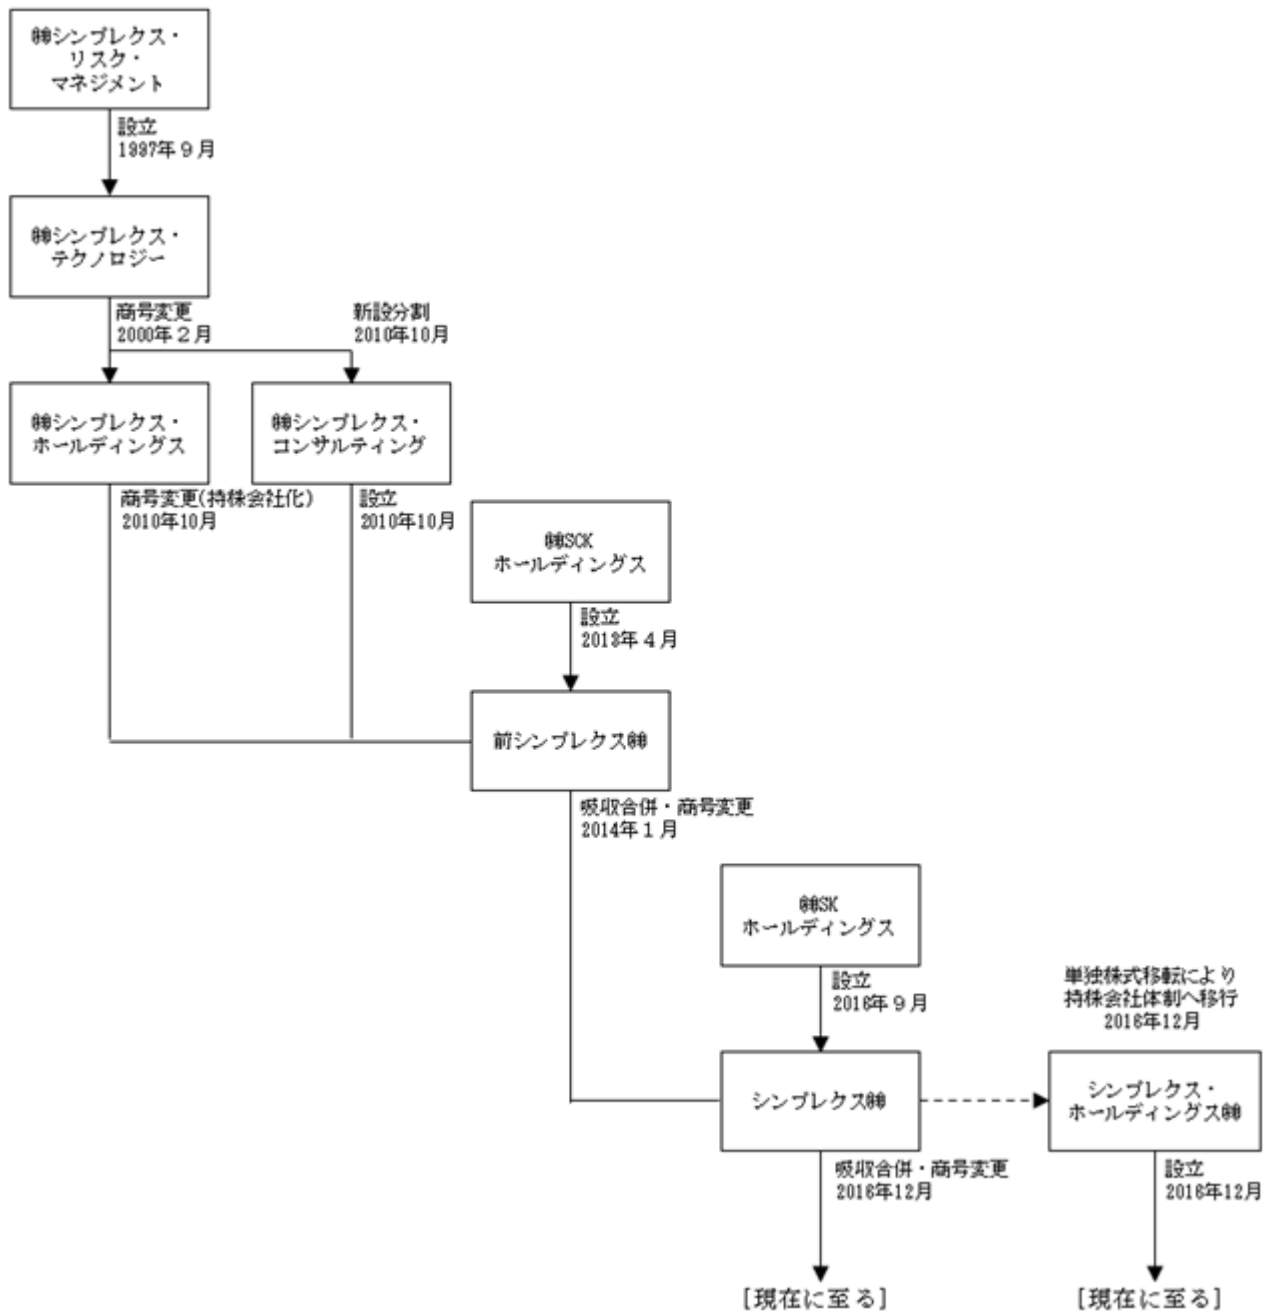 ㈱シンプレクス・
リスク・
マネジメント
設立
1997年９月
㈱シンプレクス・
テクノロジー
商号変更
2000年２月
新設分割
2010年10月
㈱シンプレクス・
ホールディングス
㈱シンプレクス・
コンサルティング
商号変更(持株会社化)
2010年10月
設立
2010年10月
㈱SCK
ホールディングス
設立
2013年４月
前シンプレクス㈱
吸収合併・商号変更
2014年１月
㈱SK
ホールディングス
設立
2016年９月
単独株式移転により
持株会社体制へ移行
2016年12月
シンプレクス㈱
シンプレクス・
ホールディングス㈱
吸収合併・商号変更
2016年12月
設立
2016年12月
[現在に至る]
[現在に至る]